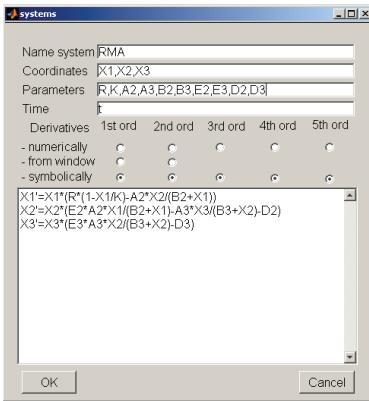 systems
Name system RMA
Coordinates X1,X2,X3
Parameters R,K,A2,A3,B2,B3,E2,E3,D2,D3
Time t
Derivatives 1st ord 2nd ord 3rd ord 4th ord 5th ord
- numerically
- from window
- symbolically
X1'=X1*(R*(1-X1/K)-A2*X2/(B2+X1))
X2'=X2*(E2*A2*X1/(B2+X1)-A3*X3/(B3+X2)-D2)
X3'=X3*(E3*A3*X2/(B3+X2)-D3)
OK Cancel